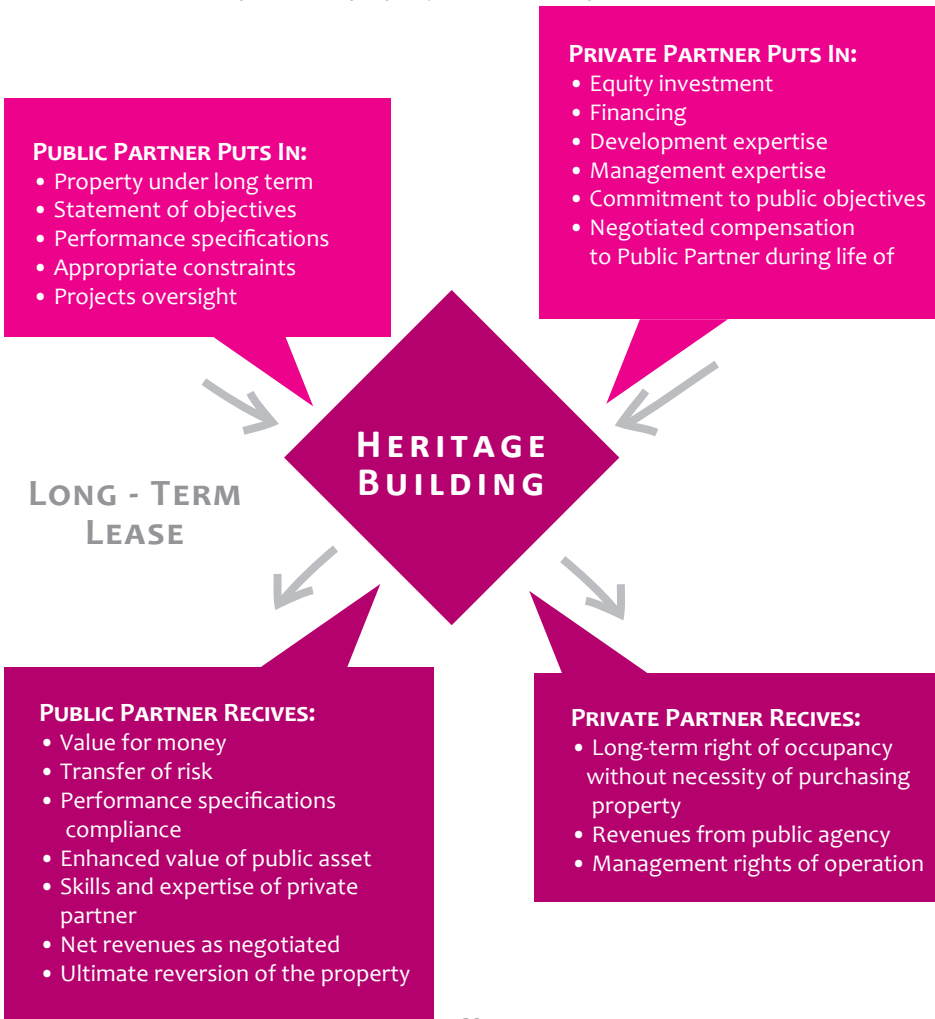 PUBLIC PARTNER PUTS IN:
• Property under long term
• Statement of objectives
• Performance specifications
• Appropriate constraints
• Projects oversight
PRIVATE PARTNER PUTS IN:
• Equity investment
• Financing
• Development expertise
• Management expertise
• Commitment to public objectives
• Negotiated compensation
to Public Partner during life of
HERITAGE
BUILDING
LONG - TERM
LEASE
PUBLIC PARTNER RECIVES:
• Value for money
• Transfer of risk
• Performance specifications
compliance
• Enhanced value of public asset
• Skills and expertise of private
partner
• Net revenues as negotiated
• Ultimate reversion of the property
PRIVATE PARTNER RECIVES:
• Long-term right of occupancy
without necessity of purchasing
property
• Revenues from public agency
• Management rights of operation